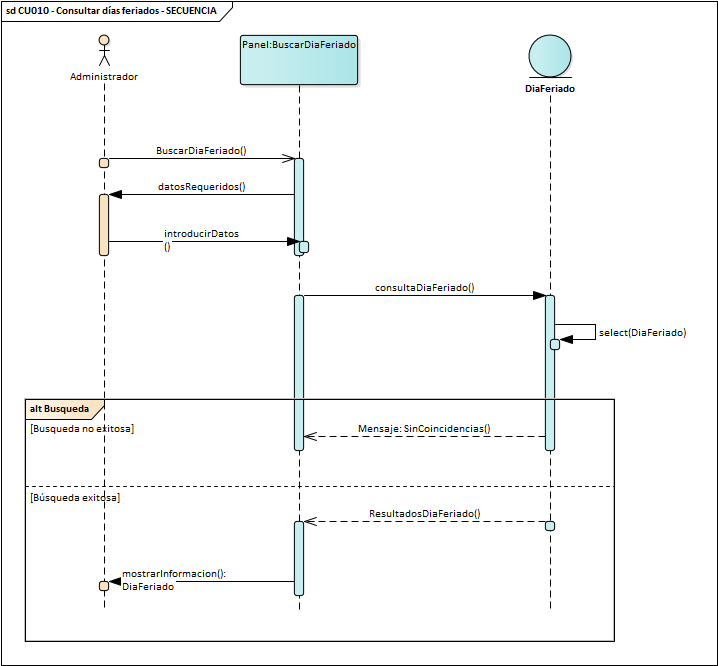 sd CU010 - Consultar días feriados - SECUENCIA
Administrador
Panel:BuscarDiaFeriado
DiaFeriado
BuscarDiaFeriado()
datosRequeridos()
introducirDatos
()
consultaDiaFeriado()
select(DiaFeriado)
alt Busqueda
[Busqueda no exitosa]
Mensaje: SinCoincidencias()
[Búsqueda exitosa]
ResultadosDiaFeriado()
mostrarInformacion():
DiaFeriado